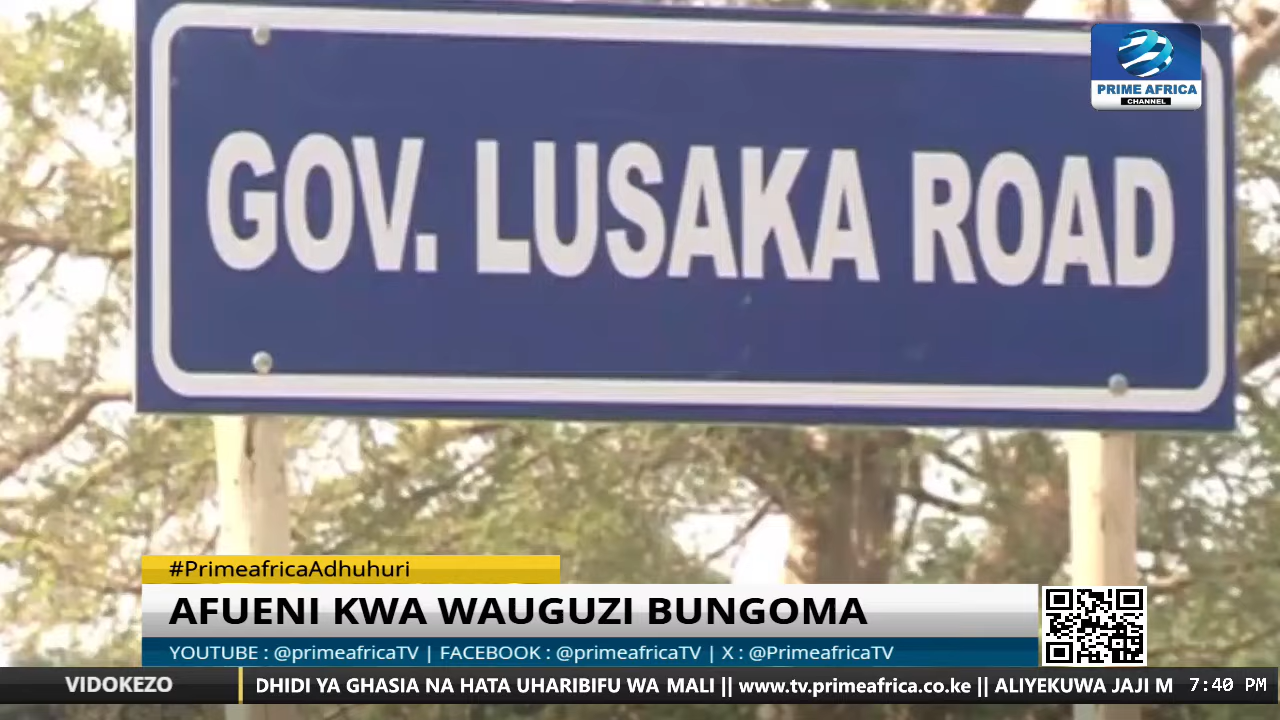 PRIME AFRICA
CHANNEL
GOV. LUSAKA ROAD
#PrimeafricaAdhuhuri
AFUENI KWA WAUGUZI BUNGOMA
YOUTUBE : @primeafricaTV | FACEBOOK : @primeafricaTV | X : @PrimeafricaTV
VIDOKEZO
DHIDI YA GHASIA NA HATA UHARIBIFU WA MALI || www.tv.primeafrica.co.ke || ALIYEKUWA JAJI M
7:40 PM